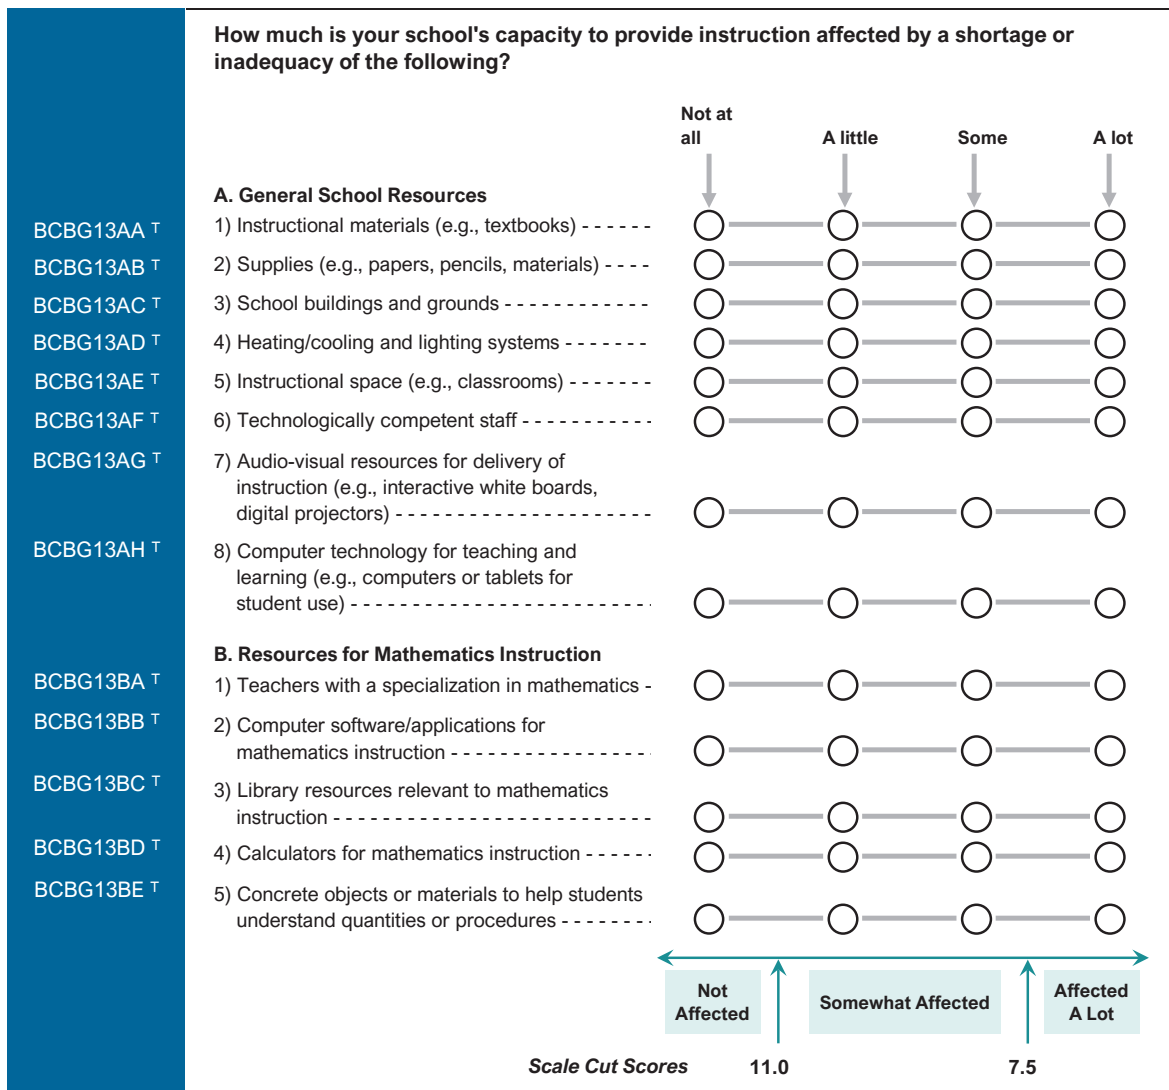 How much is your school's capacity to provide instruction affected by a shortage or
inadequacy of the following?
Not at
all
A little
Some
A lot
A. General School Resources
BCBG13AA ᵀ
1) Instructional materials (e.g., textbooks) - - - - - -
BCBG13AB ᵀ
2) Supplies (e.g., papers, pencils, materials) - - - -
BCBG13AC ᵀ
3) School buildings and grounds - - - - - - - - - - - -
BCBG13AD ᵀ
4) Heating/cooling and lighting systems - - - - - - -
BCBG13AE ᵀ
5) Instructional space (e.g., classrooms) - - - - - - -
BCBG13AF ᵀ
6) Technologically competent staff - - - - - - - - - - -
BCBG13AG ᵀ
7) Audio-visual resources for delivery of
instruction (e.g., interactive white boards,
digital projectors) - - - - - - - - - - - - - - - - - - - - -
BCBG13AH ᵀ
8) Computer technology for teaching and
learning (e.g., computers or tablets for
student use) - - - - - - - - - - - - - - - - - - - - - - - -
B. Resources for Mathematics Instruction
BCBG13BA ᵀ
1) Teachers with a specialization in mathematics -
BCBG13BB ᵀ
2) Computer software/applications for
mathematics instruction - - - - - - - - - - - - - - - -
BCBG13BC ᵀ
3) Library resources relevant to mathematics
instruction - - - - - - - - - - - - - - - - - - - - - - - - - -
BCBG13BD ᵀ
4) Calculators for mathematics instruction - - - - - -
BCBG13BE ᵀ
5) Concrete objects or materials to help students
understand quantities or procedures - - - - - - - -
Not
Affected
Somewhat Affected
Affected
A Lot
Scale Cut Scores 11.0 7.5